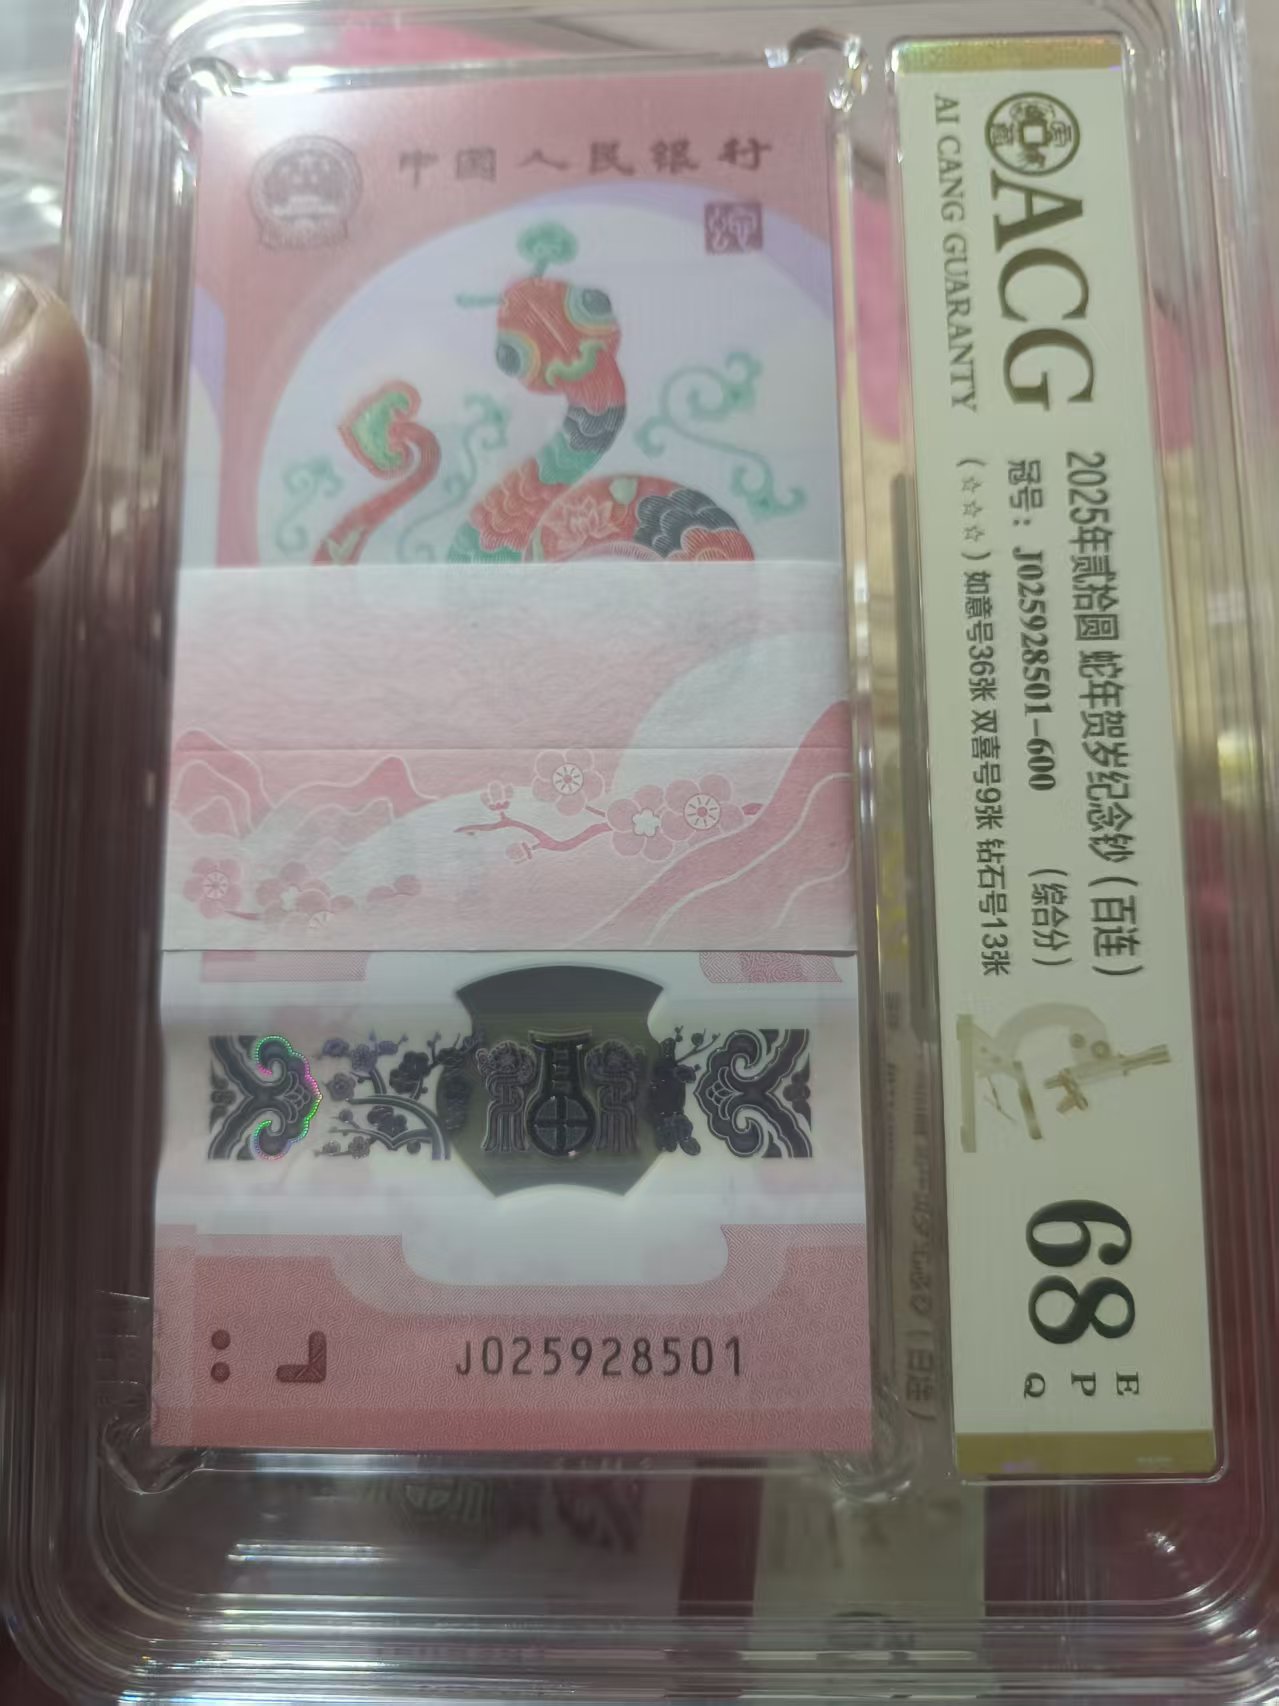 中国人民银行
J025928501
ACG
AI CANG GUARANTY
2025年贰拾圆 蛇年贺岁纪念钞（百连）
冠号：J025928501-600 （综合分）
（☆☆☆）如意号36张 双喜号9张 钻石号13张
68
E
P
Q